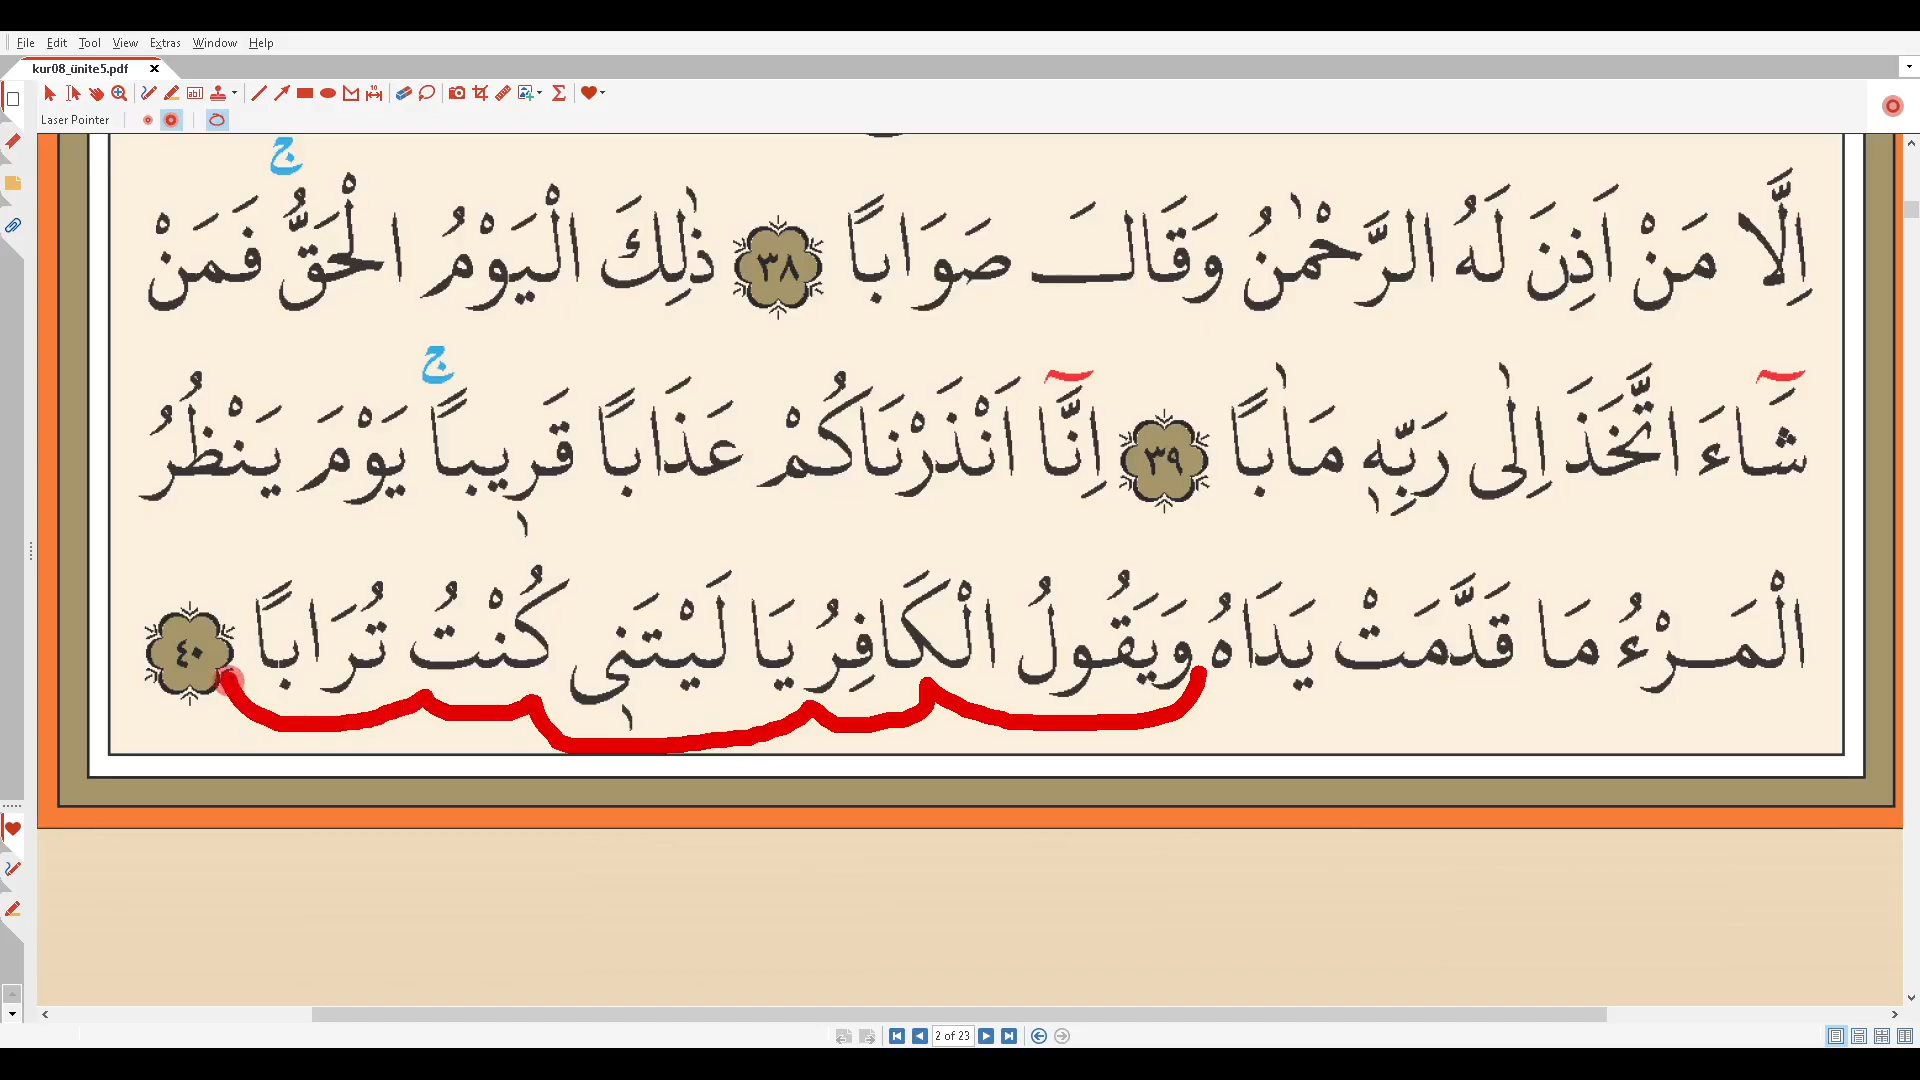 File Edit Tool View Extras Window Help
kur08_ünite5.pdf
Laser Pointer
ج
اِلَّا مَنْ اَذِنَ لَهُ الرَّحْمٰنُ وَقَالَ صَوَابًا ٣٨ ذٰلِكَ الْيَوْمُ الْحَقُّ فَمَنْ
ج
شَٓاءَ اتَّخَذَ اِلٰى رَبِّه۪ مَاٰبًا ٣٩ اِنَّٓا اَنْذَرْنَاكُمْ عَذَابًا قَر۪يبًا يَوْمَ يَنْظُرُ
الْمَرْءُ مَا قَدَّمَتْ يَدَاهُ وَيَقُولُ الْكَافِرُ يَا لَيْتَن۪ى كُنْتُ تُرَابًا ٤٠
2 of 23